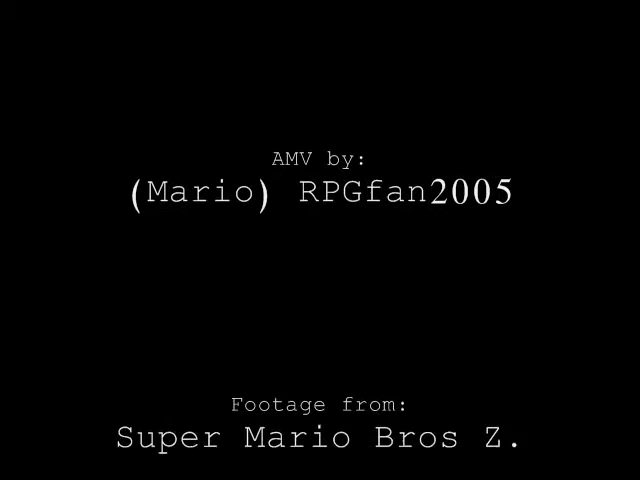 AMV by:
(Mario) RPGfan2005
Footage from:
Super Mario Bros Z.